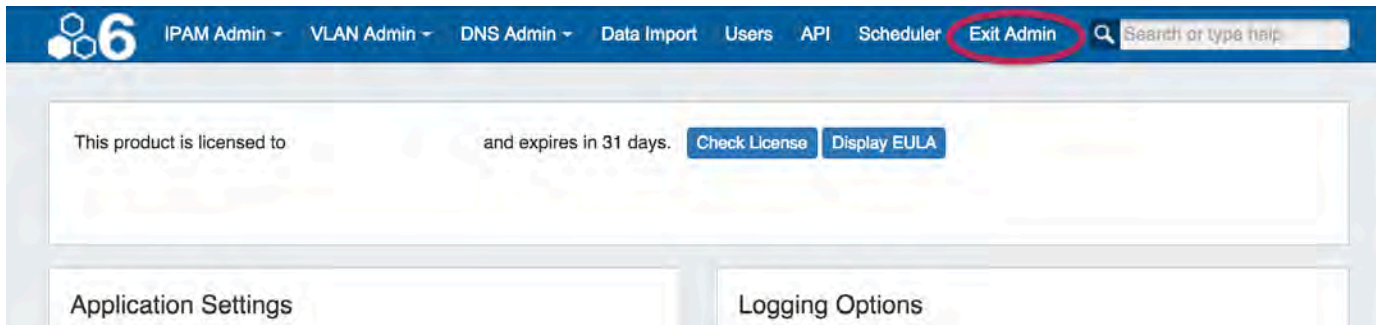 6 IPAM Admin VLAN Admin DNS Admin Data Import Users API Scheduler Exit Admin Search or type help
This product is licensed to and expires in 31 days. Check License Display EULA
Application Settings Logging Options